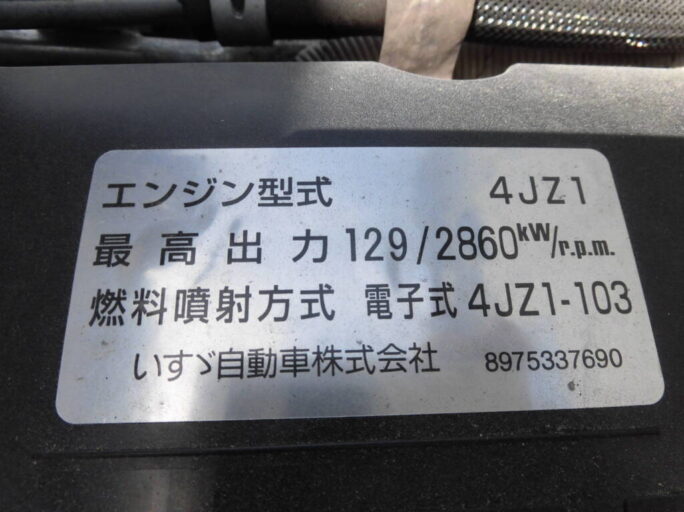 エンジン型式 4JZ1
最高出力 129/2860kW/r.p.m.
燃料噴射方式 電子式 4JZ1-103
いすゞ自動車株式会社 8975337690